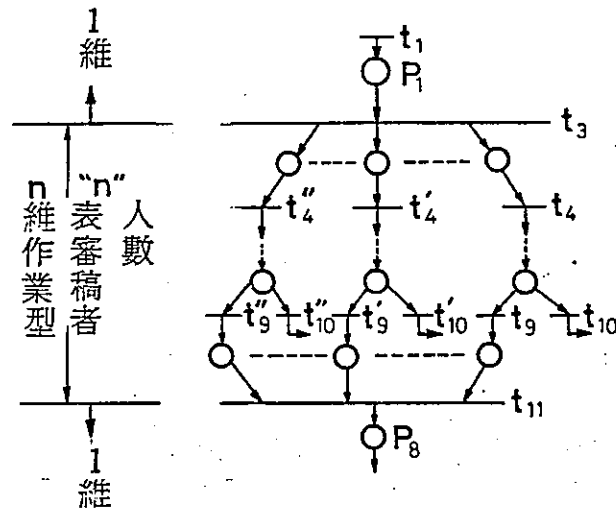 1維
t₁
P₁
t₃
n維作業型
"n"表審稿者
人數
t₄″
t₄′
t₄
t₉″
t₁₀″
t₉′
t₁₀′
t₉
t₁₀
t₁₁
P₈
1維